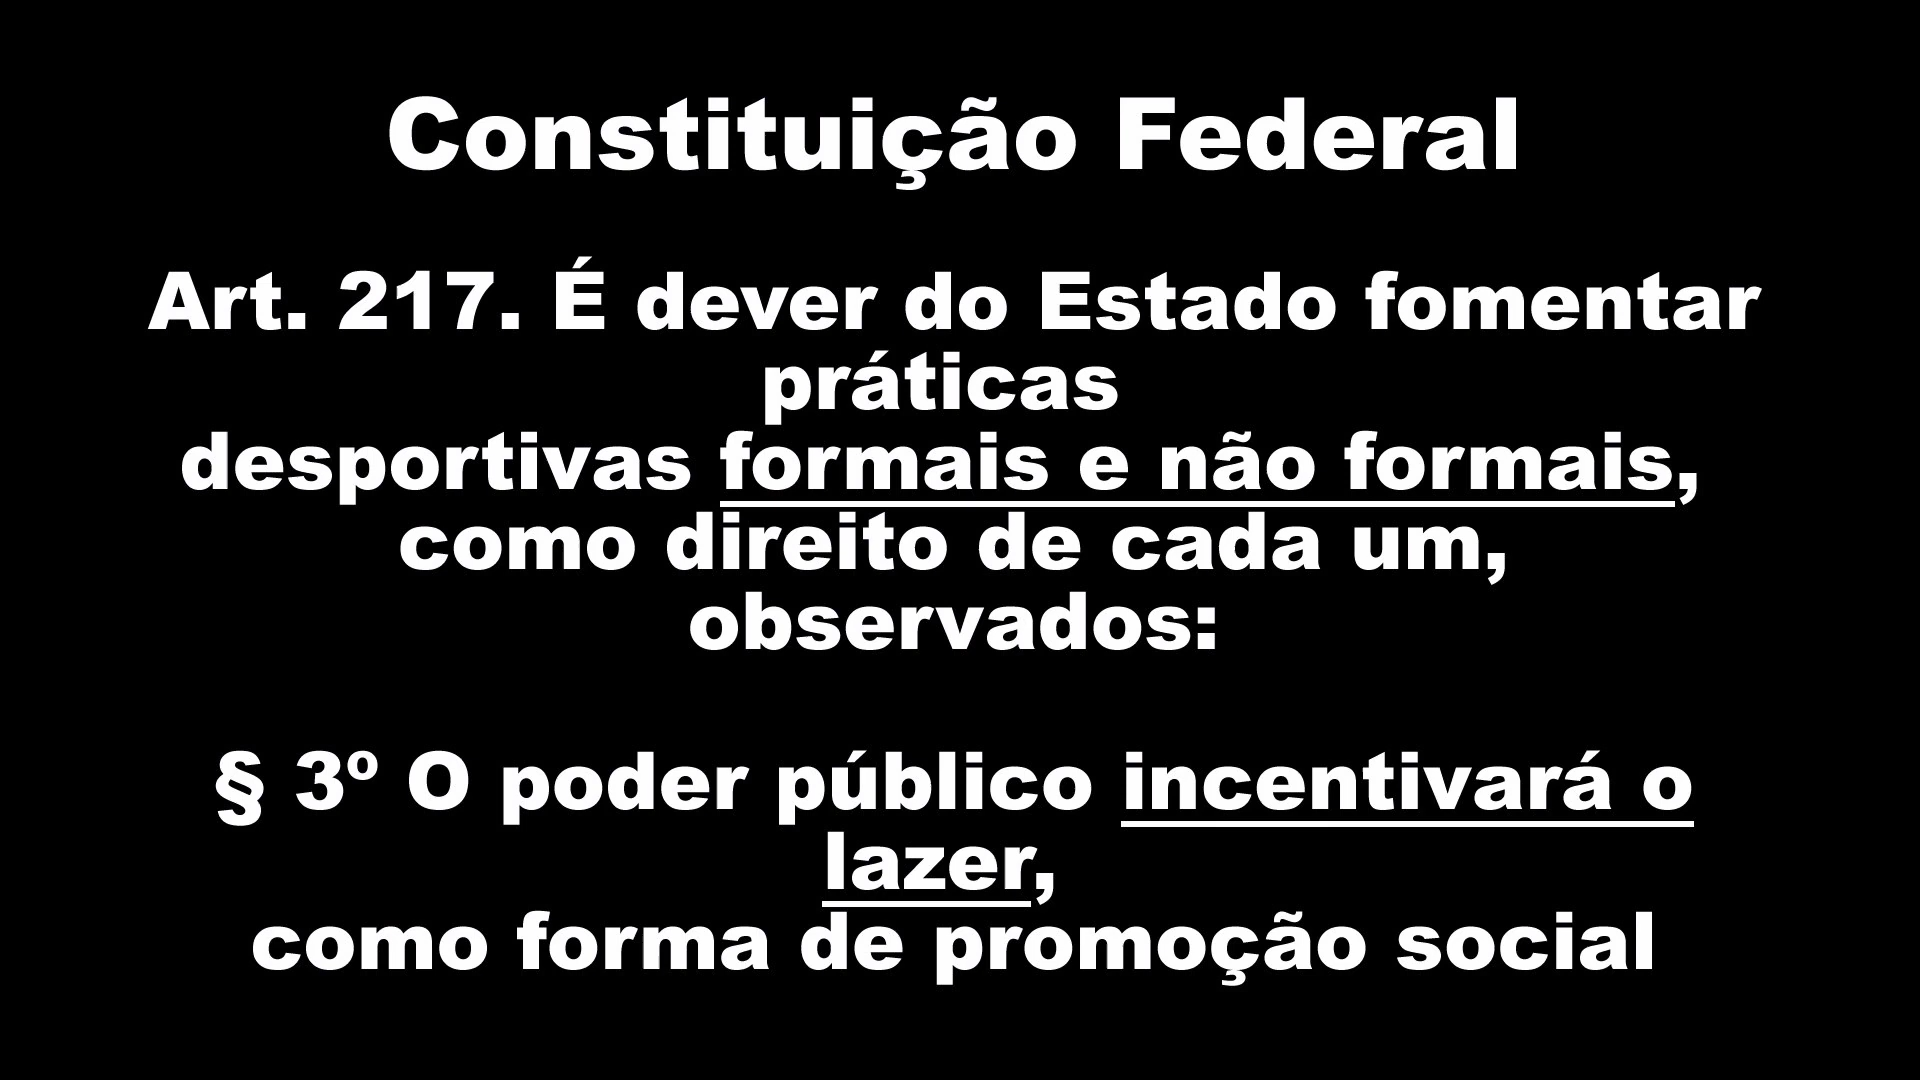 Constituição Federal
Art. 217. É dever do Estado fomentar
práticas
desportivas formais e não formais,
como direito de cada um,
observados:
§ 3º O poder público incentivará o
lazer,
como forma de promoção social